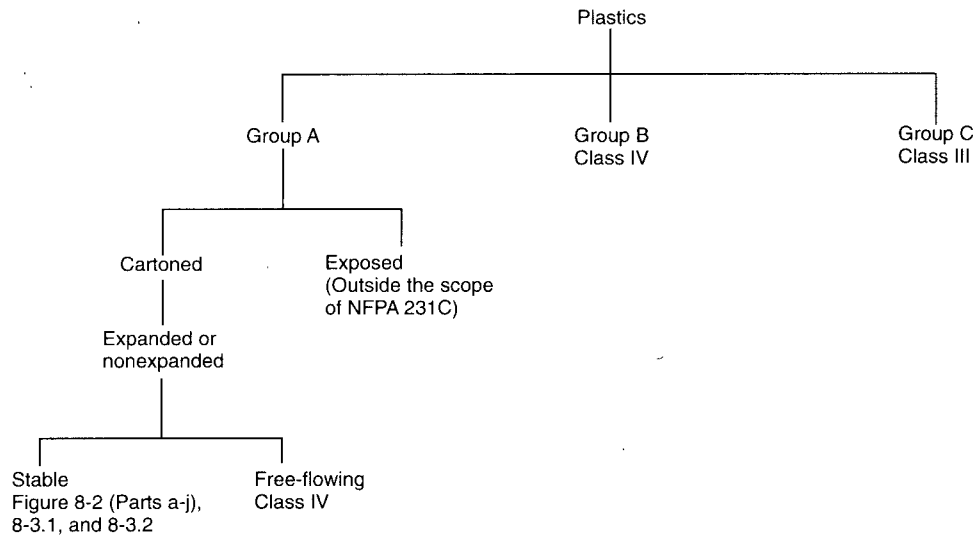 Plastics
Group A
Group B
Class IV
Group C
Class III
Cartoned
Exposed
(Outside the scope
of NFPA 231C)
Expanded or
nonexpanded
Stable
Figure 8-2 (Parts a-j),
8-3.1, and 8-3.2
Free-flowing
Class IV